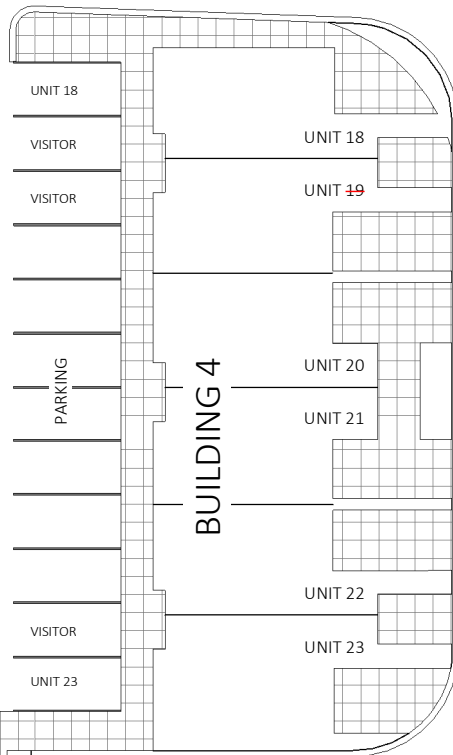 UNIT 18
VISITOR
VISITOR
PARKING
VISITOR
UNIT 23
BUILDING 4
UNIT 18
UNIT 19
UNIT 20
UNIT 21
UNIT 22
UNIT 23